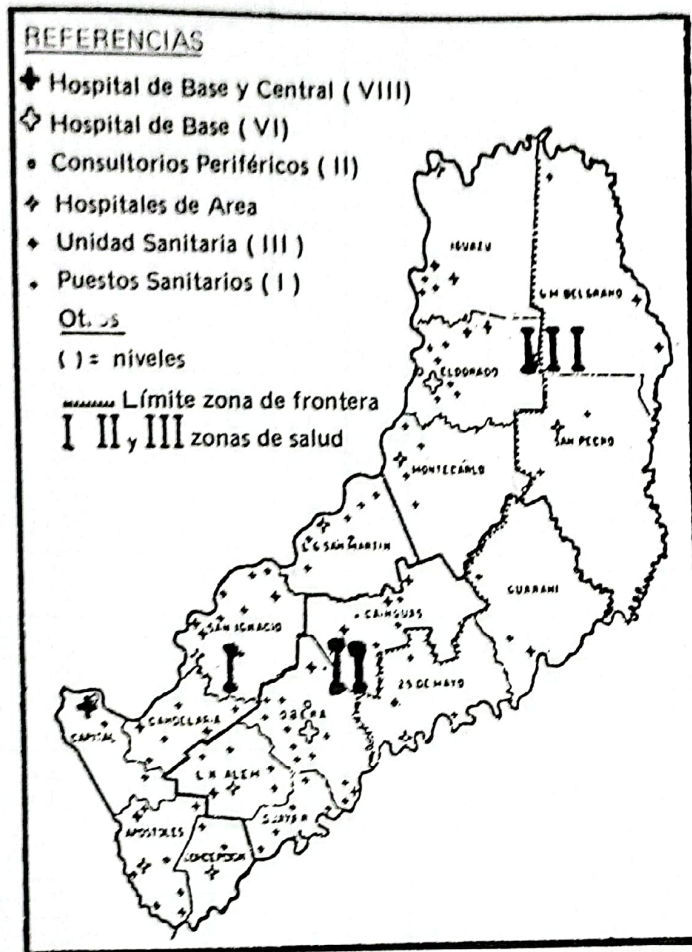 REFERENCIAS
Hospital de Base y Central ( VIII)
Hospital de Base ( VI)
Consultorios Periféricos ( II)
Hospitales de Area
Unidad Sanitaria ( III )
Puestos Sanitarios ( I )
( ) = niveles
Límite zona de frontera
I II y III zonas de salud
IGUAZU
GM BELGRANO
ELDORADO
III
SAN PEDRO
MONTECARLO
L.G SAN MARTIN
GUARANI
CAINGUAS
SAN IGNACIO
I
II
25 DE MAYO
CANDELARIA
OBERA
CAPITAL
L.N. ALEM
APOSTOLES
CONCEPCION